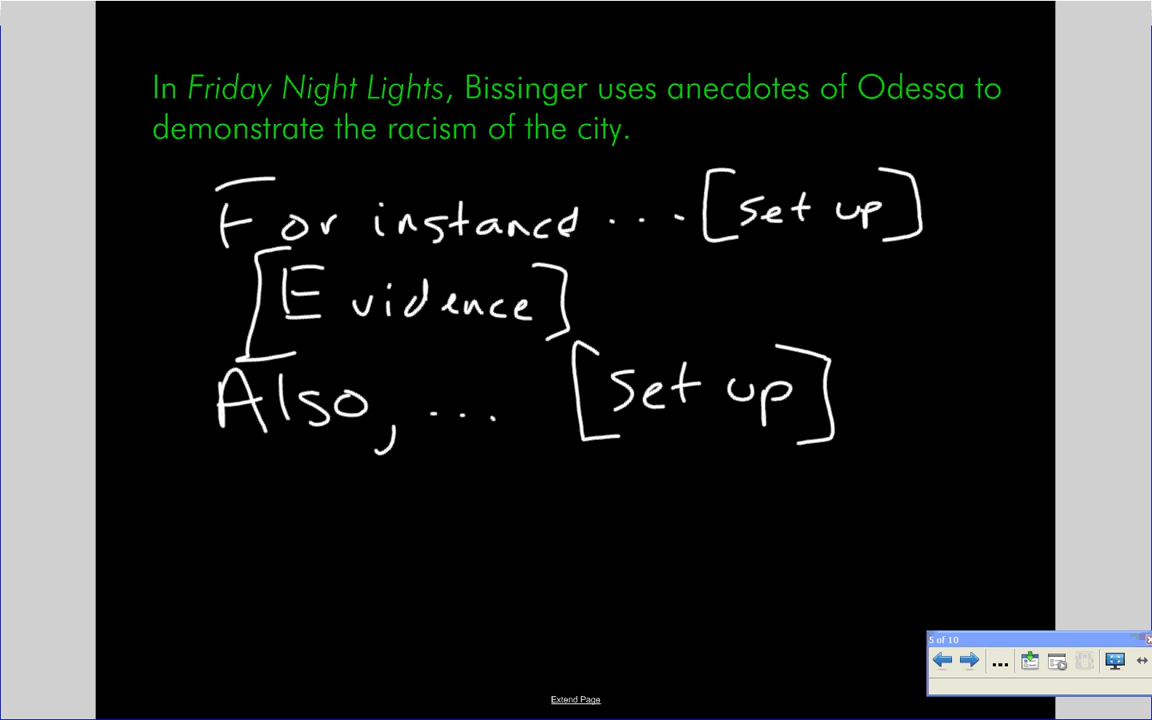 In Friday Night Lights, Bissinger uses anecdotes of Odessa to
demonstrate the racism of the city.
For instance ... [set up]
[Evidence]
Also, ... [set up]
5 of 10
...
Extend Page